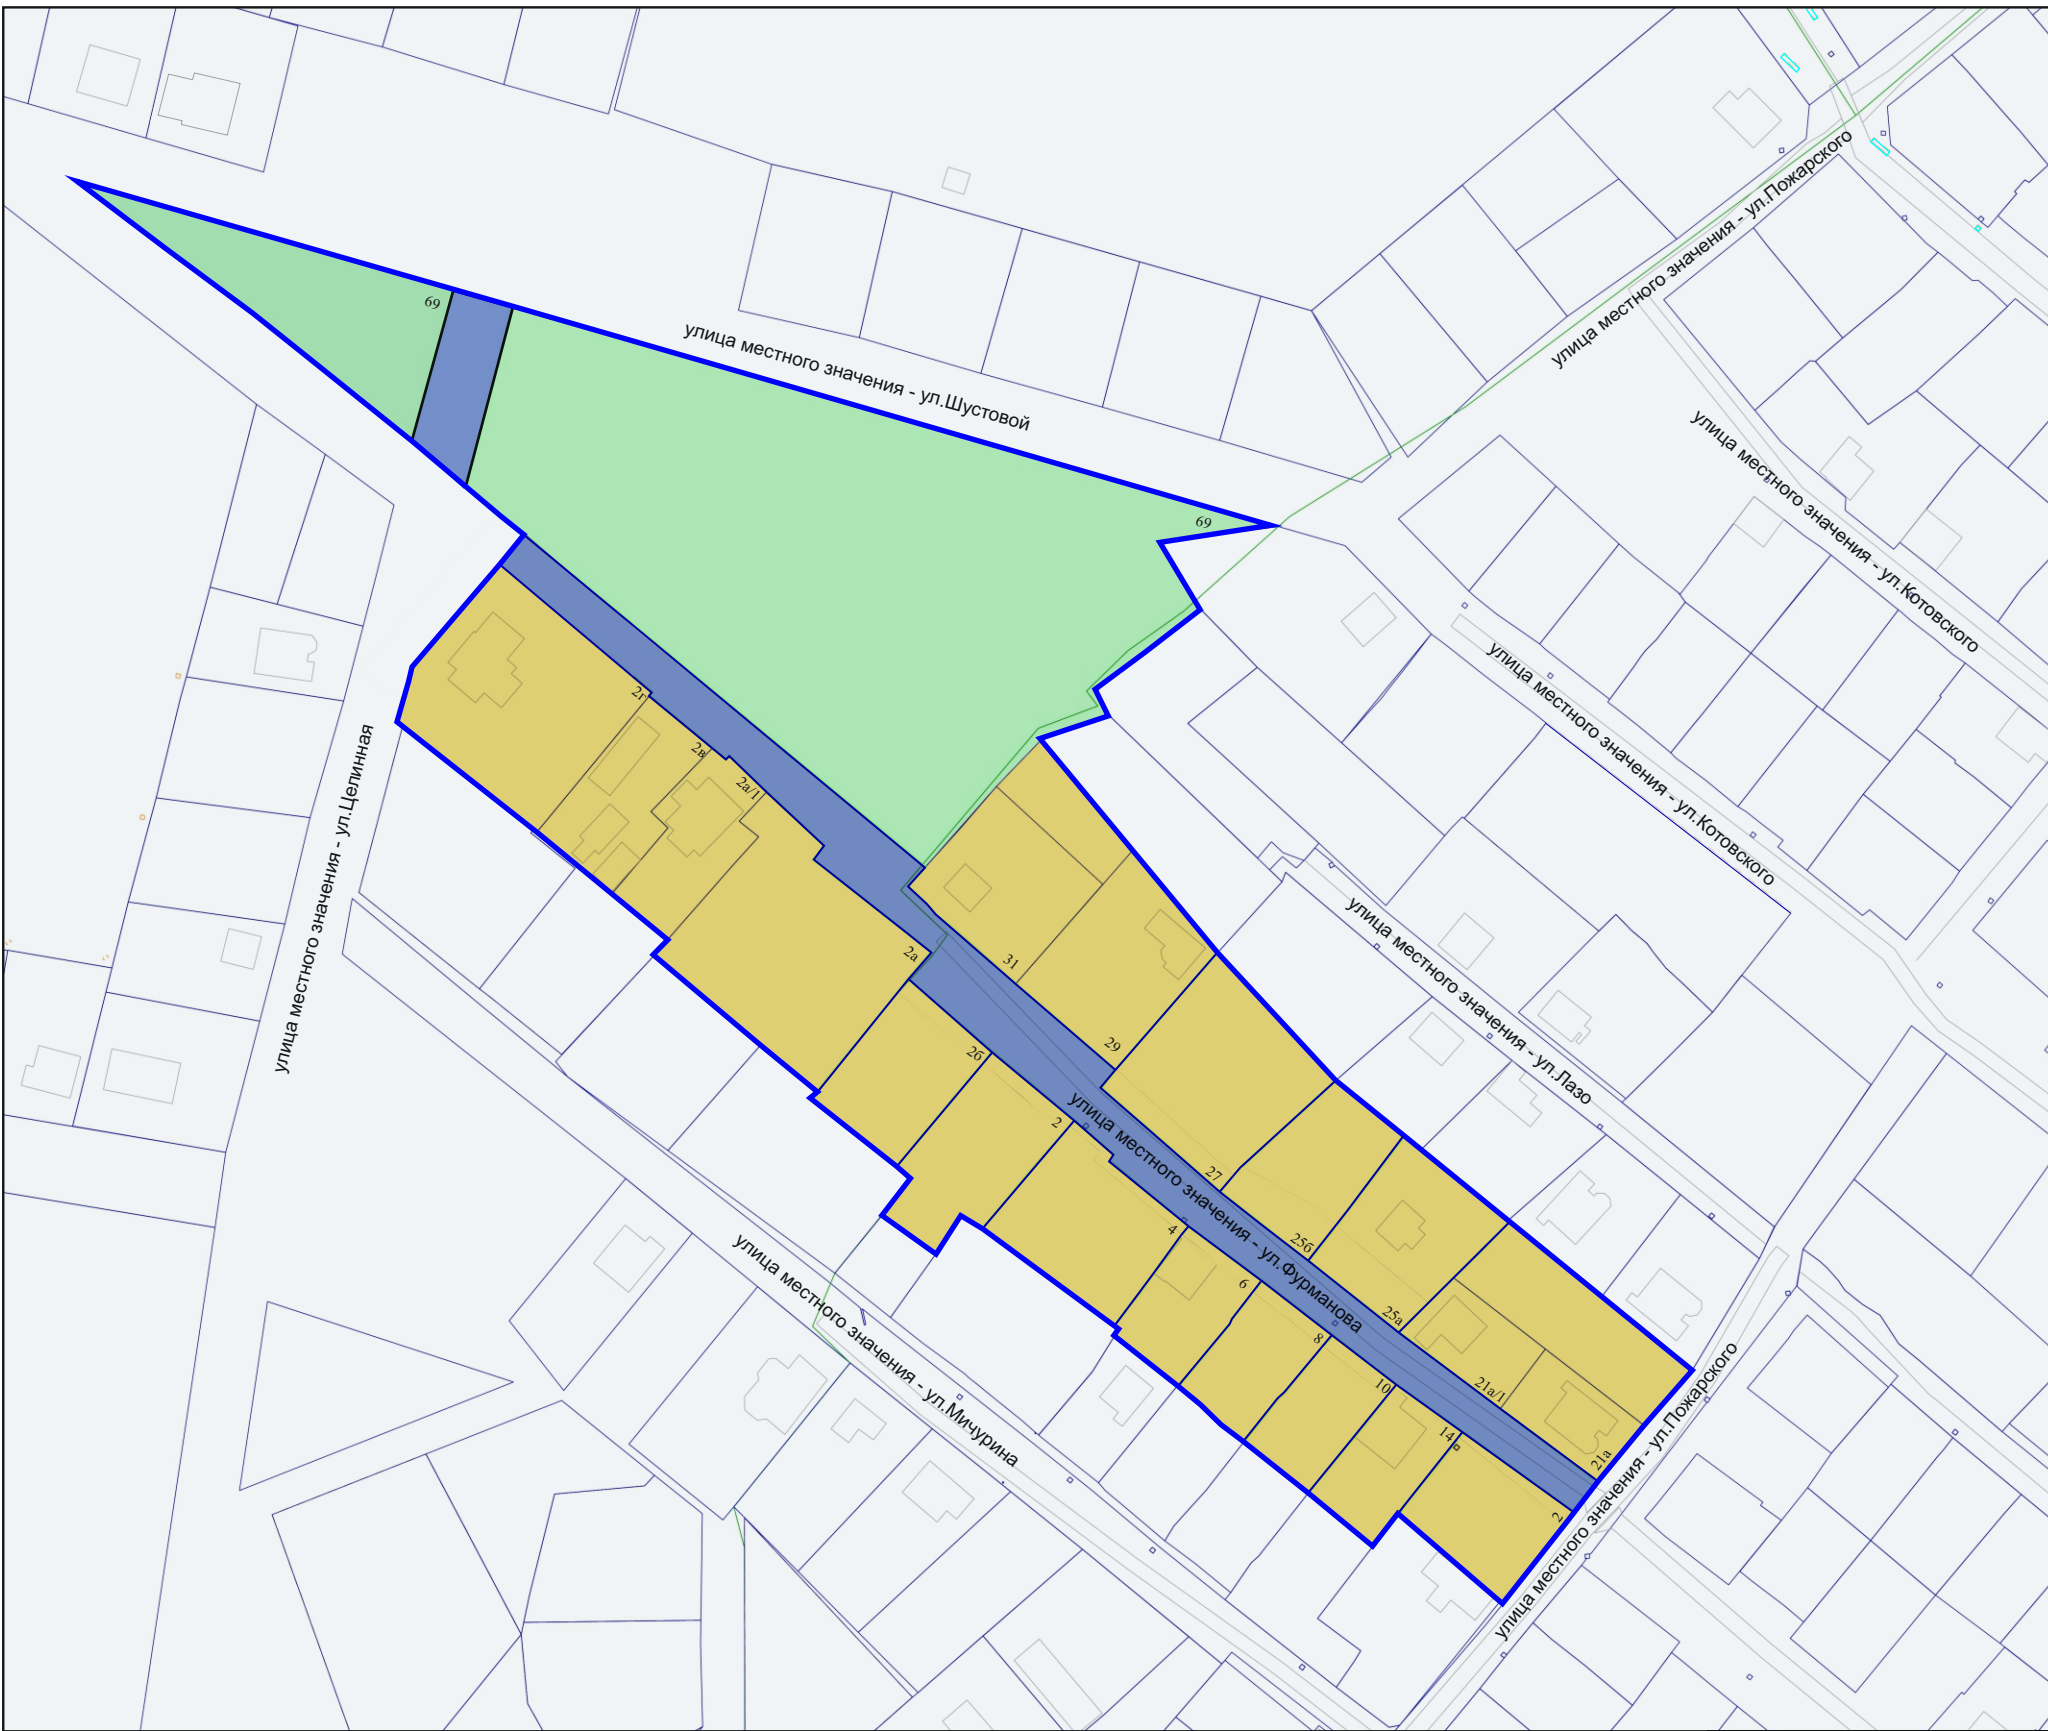 улица местного значения - ул.Пожарского
69
улица местного значения - ул.Шустовой
улица местного значения - ул.Котовского
69
улица местного значения - ул.Котовского
2г
2в
2а/1
улица местного значения - ул.Целинная
улица местного значения - ул.Лазо
2а
31
29
2б
2
улица местного значения - ул.Фурманова
27
25б
25а
4
6
8
10
14
21а/1
21а
2
улица местного значения - ул.Мичурина
улица местного значения - ул.Пожарского